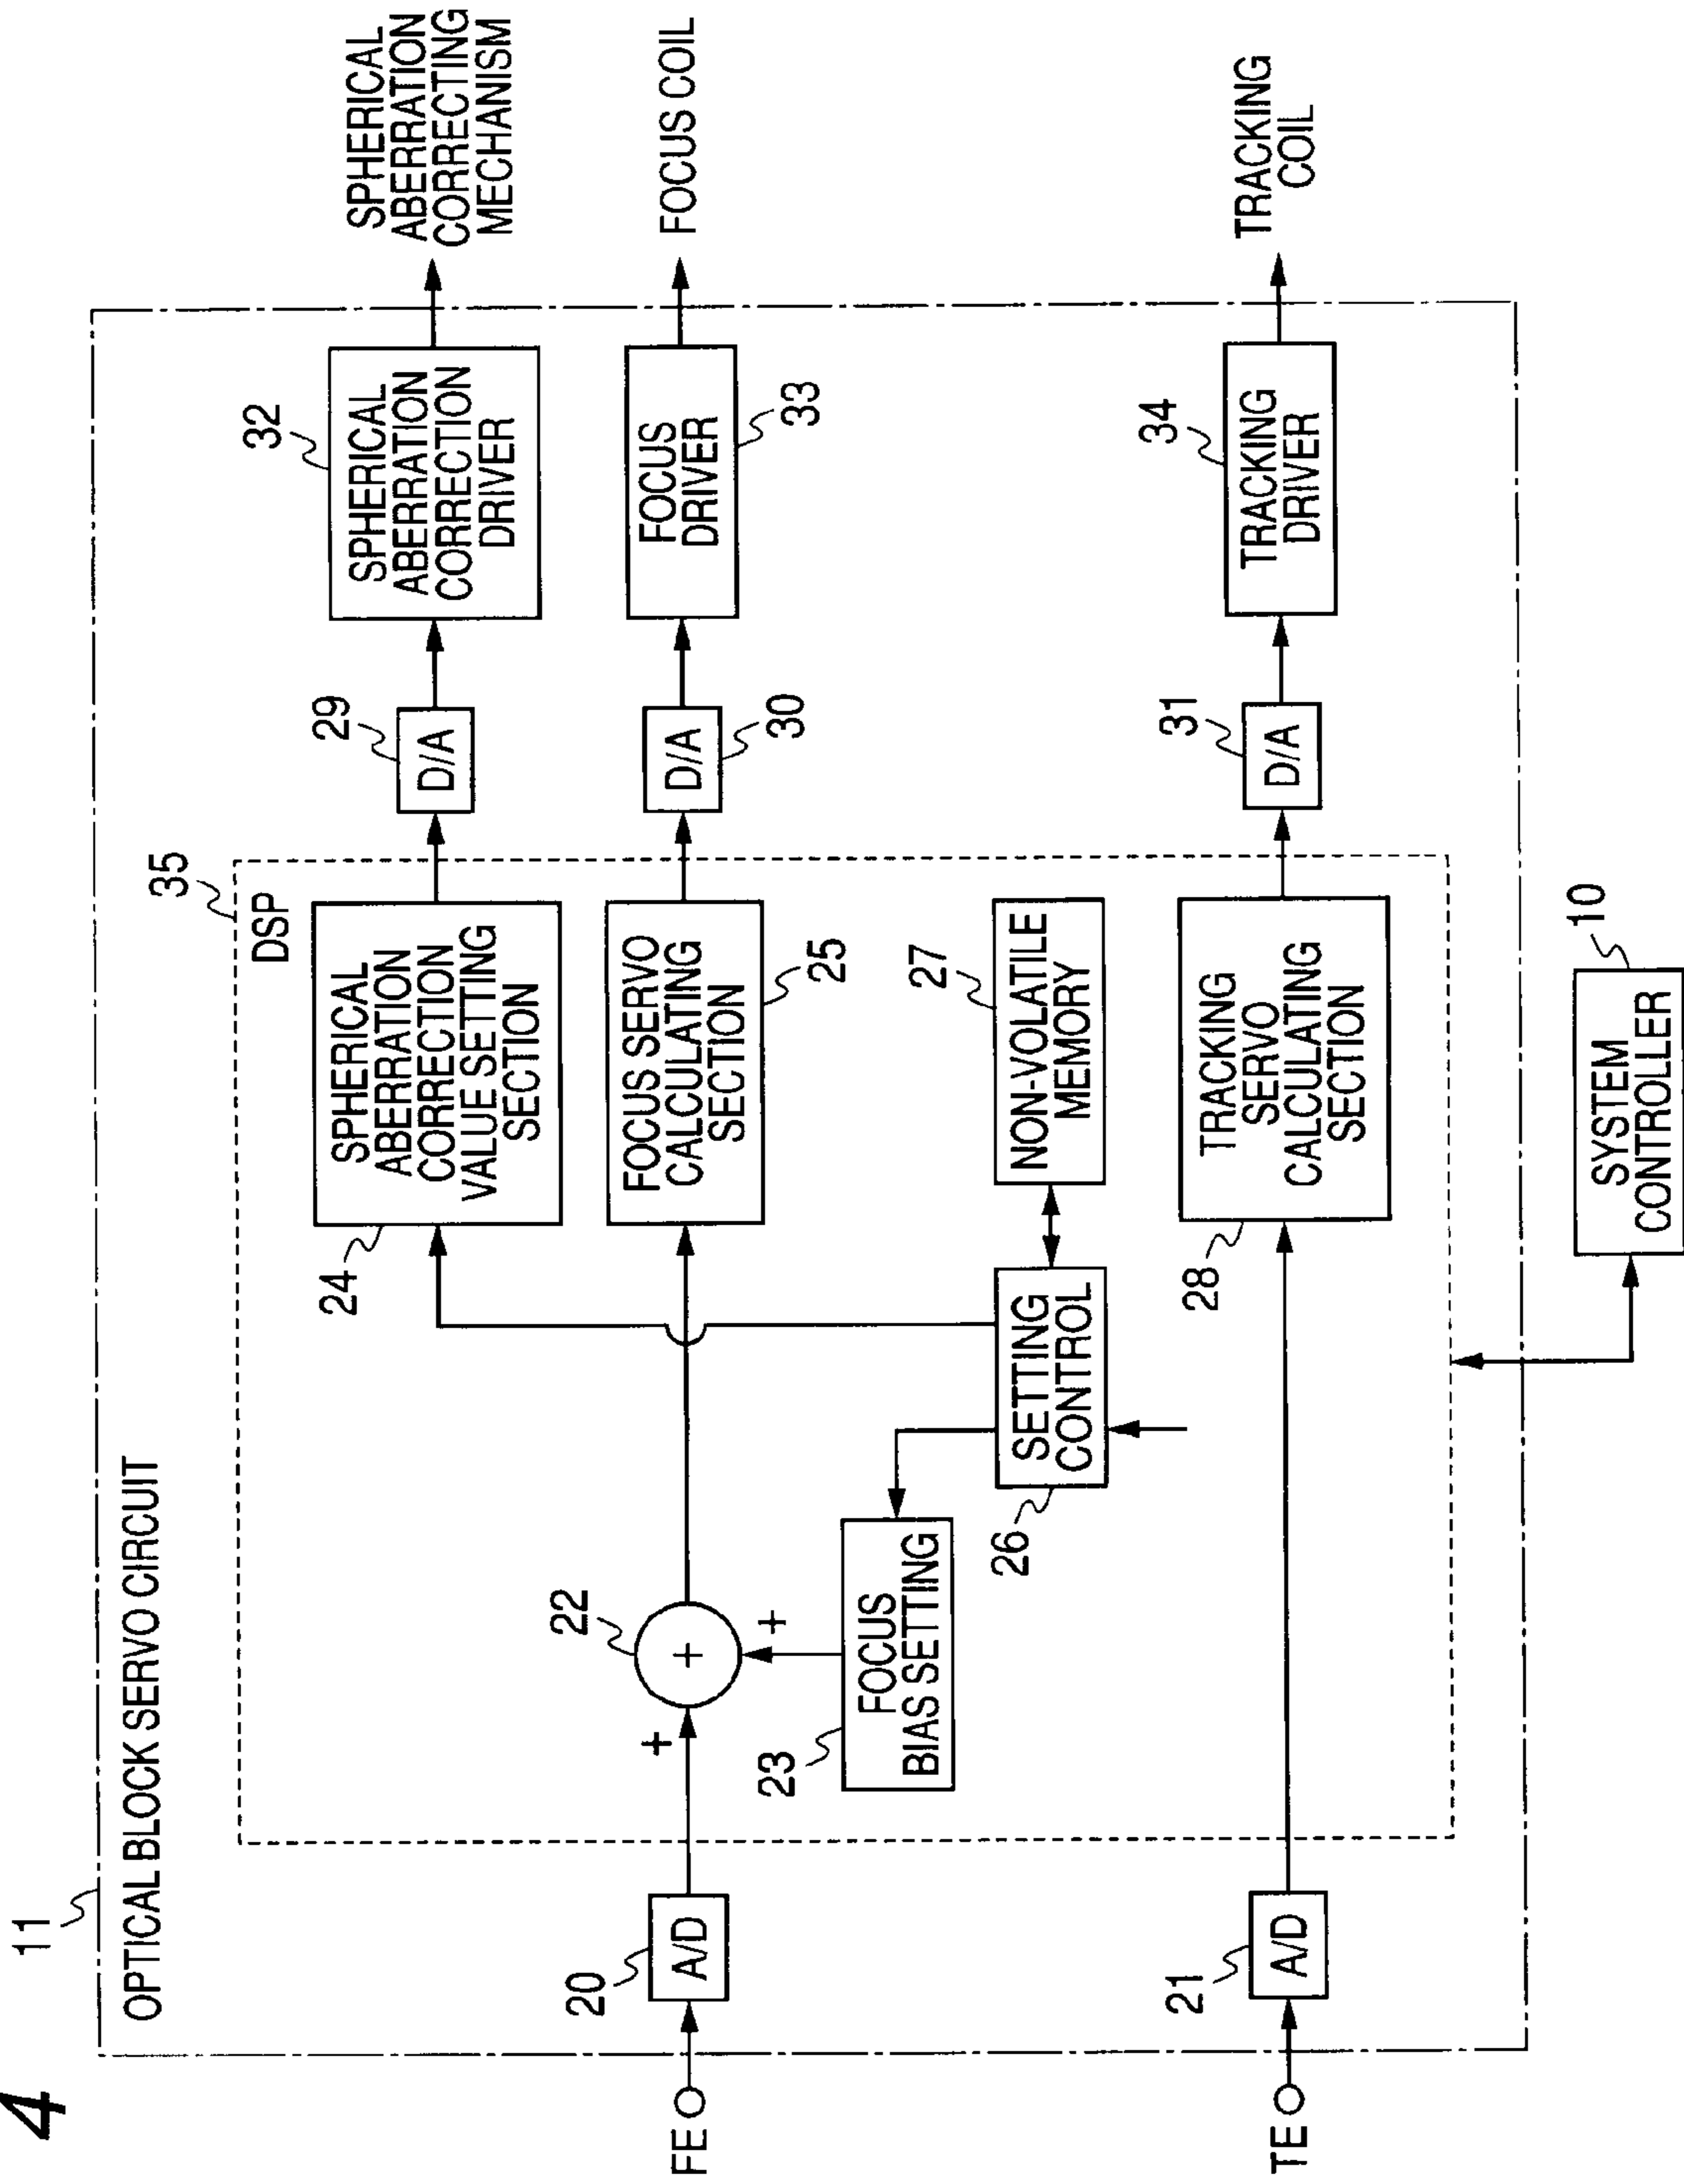 4
11
OPTICAL BLOCK SERVO CIRCUIT
35
DSP
FE
20
A/D
+
22
+
+
23
FOCUS
BIAS SETTING
24
SPHERICAL
ABERRATION
CORRECTION
VALUE SETTING
SECTION
29
D/A
32
SPHERICAL
ABERRATION
CORRECTION
DRIVER
SPHERICAL
ABERRATION
CORRECTING
MECHANISM
FOCUS SERVO
CALCULATING
SECTION
25
D/A
30
FOCUS
DRIVER
33
FOCUS COIL
26
SETTING
CONTROL
27
NON-VOLATILE
MEMORY
TE
21
A/D
28
TRACKING
SERVO
CALCULATING
SECTION
31
D/A
34
TRACKING
DRIVER
TRACKING
COIL
10
SYSTEM
CONTROLLER